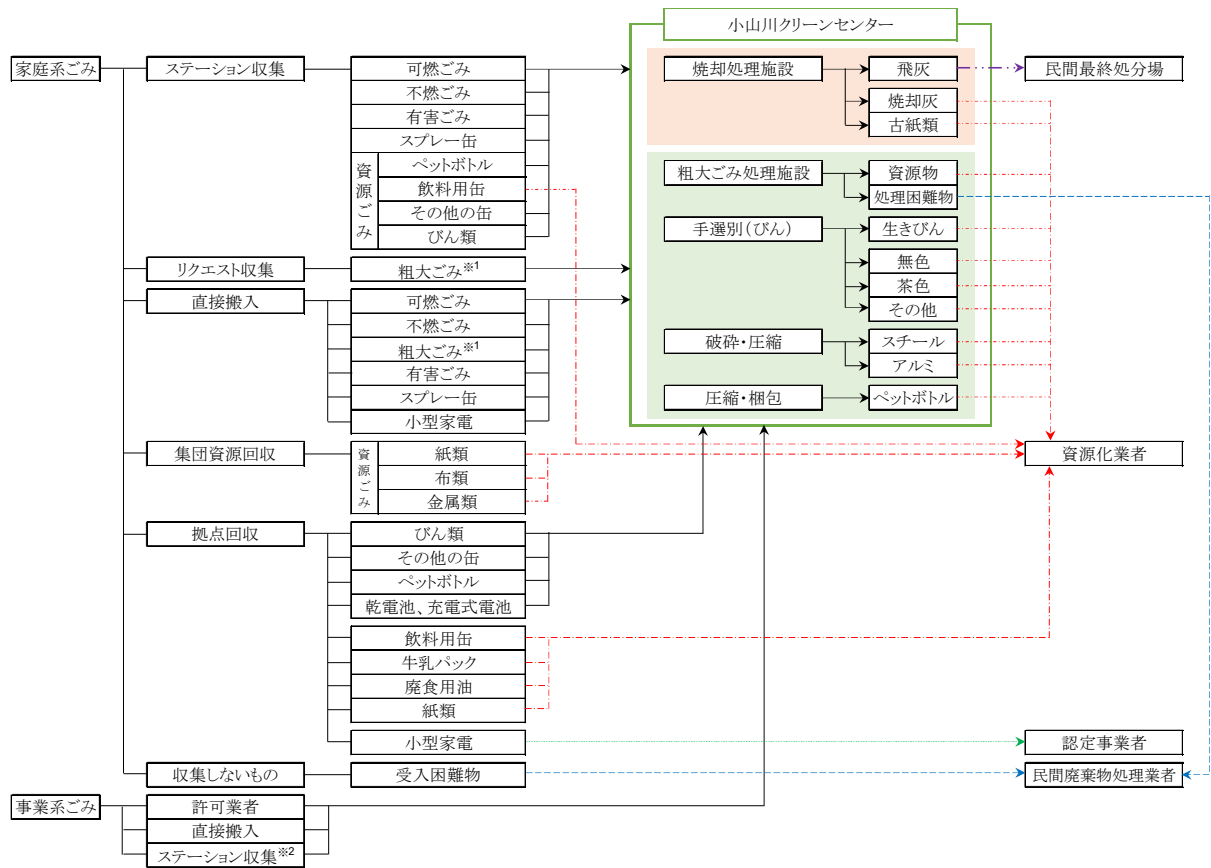 小山川クリーンセンター
家庭系ごみ
ステーション収集
可燃ごみ
不燃ごみ
有害ごみ
スプレー缶
資源ごみ
ペットボトル
飲料用缶
その他の缶
びん類
リクエスト収集
粗大ごみ※1
直接搬入
可燃ごみ
不燃ごみ
粗大ごみ※1
有害ごみ
スプレー缶
小型家電
集団資源回収
資源ごみ
紙類
布類
金属類
拠点回収
びん類
その他の缶
ペットボトル
乾電池、充電式電池
飲料用缶
牛乳パック
廃食用油
紙類
小型家電
収集しないもの
受入困難物
事業系ごみ
許可業者
直接搬入
ステーション収集※2
焼却処理施設
飛灰
焼却灰
古紙類
粗大ごみ処理施設
資源物
処理困難物
手選別(びん)
生きびん
無色
茶色
その他
破砕・圧縮
スチール
アルミ
圧縮・梱包
ペットボトル
民間最終処分場
資源化業者
認定事業者
民間廃棄物処理業者